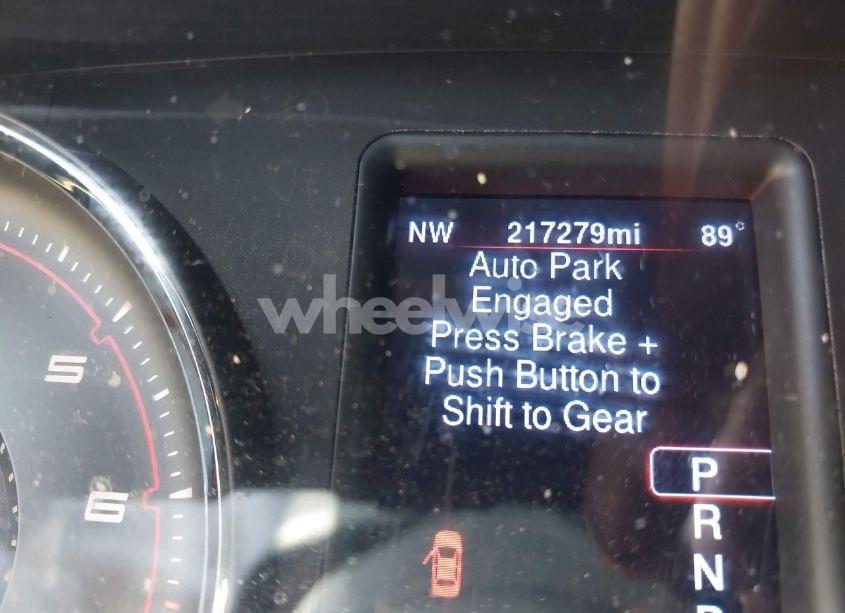 NW 217279mi 89°
Auto Park
Engaged
Press Brake +
Push Button to
Shift to Gear
P
R
N
5
6
wheelwise